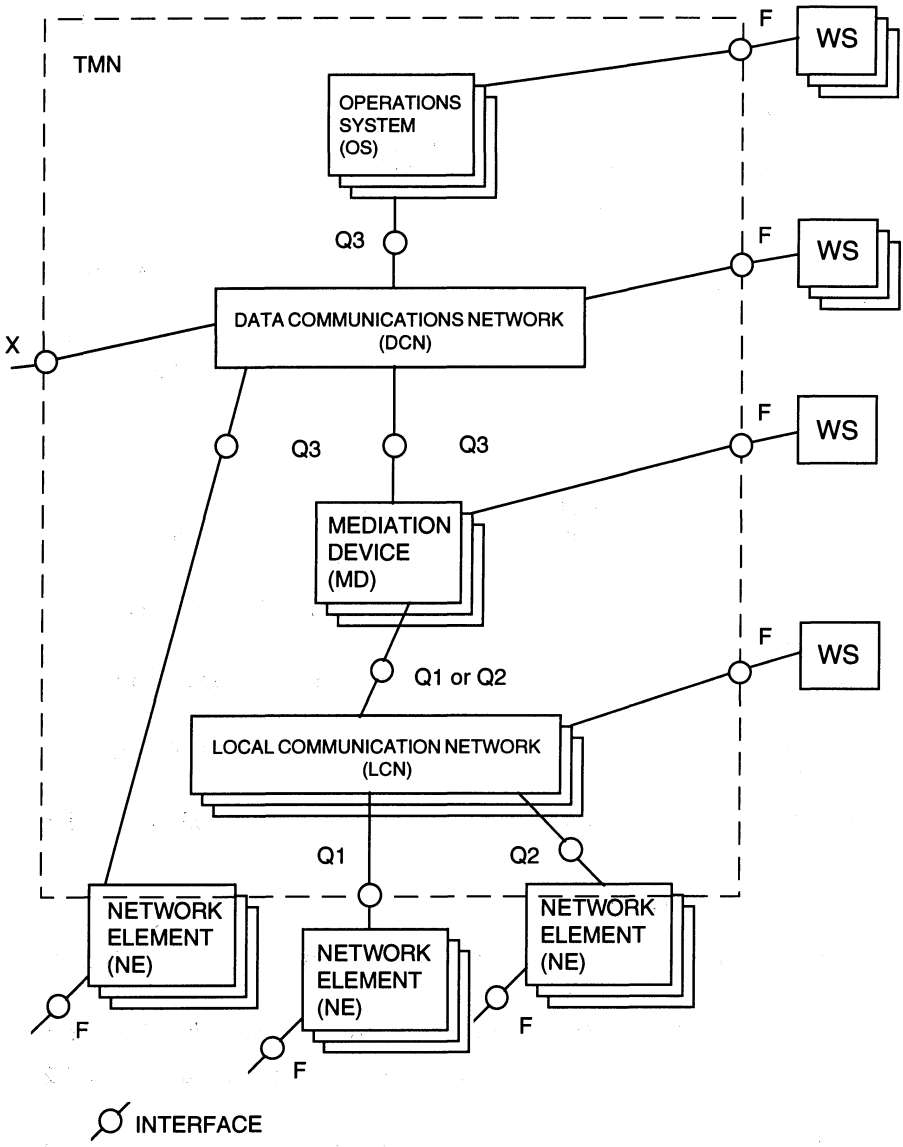 F
WS
TMN
OPERATIONS
SYSTEM
(OS)
Q3
F
WS
DATA COMMUNICATIONS NETWORK
(DCN)
X
F
WS
Q3
Q3
MEDIATION
DEVICE
(MD)
F
WS
Q1 or Q2
LOCAL COMMUNICATION NETWORK
(LCN)
Q1
Q2
NETWORK
ELEMENT
(NE)
NETWORK
ELEMENT
(NE)
NETWORK
ELEMENT
(NE)
F
F
F
INTERFACE